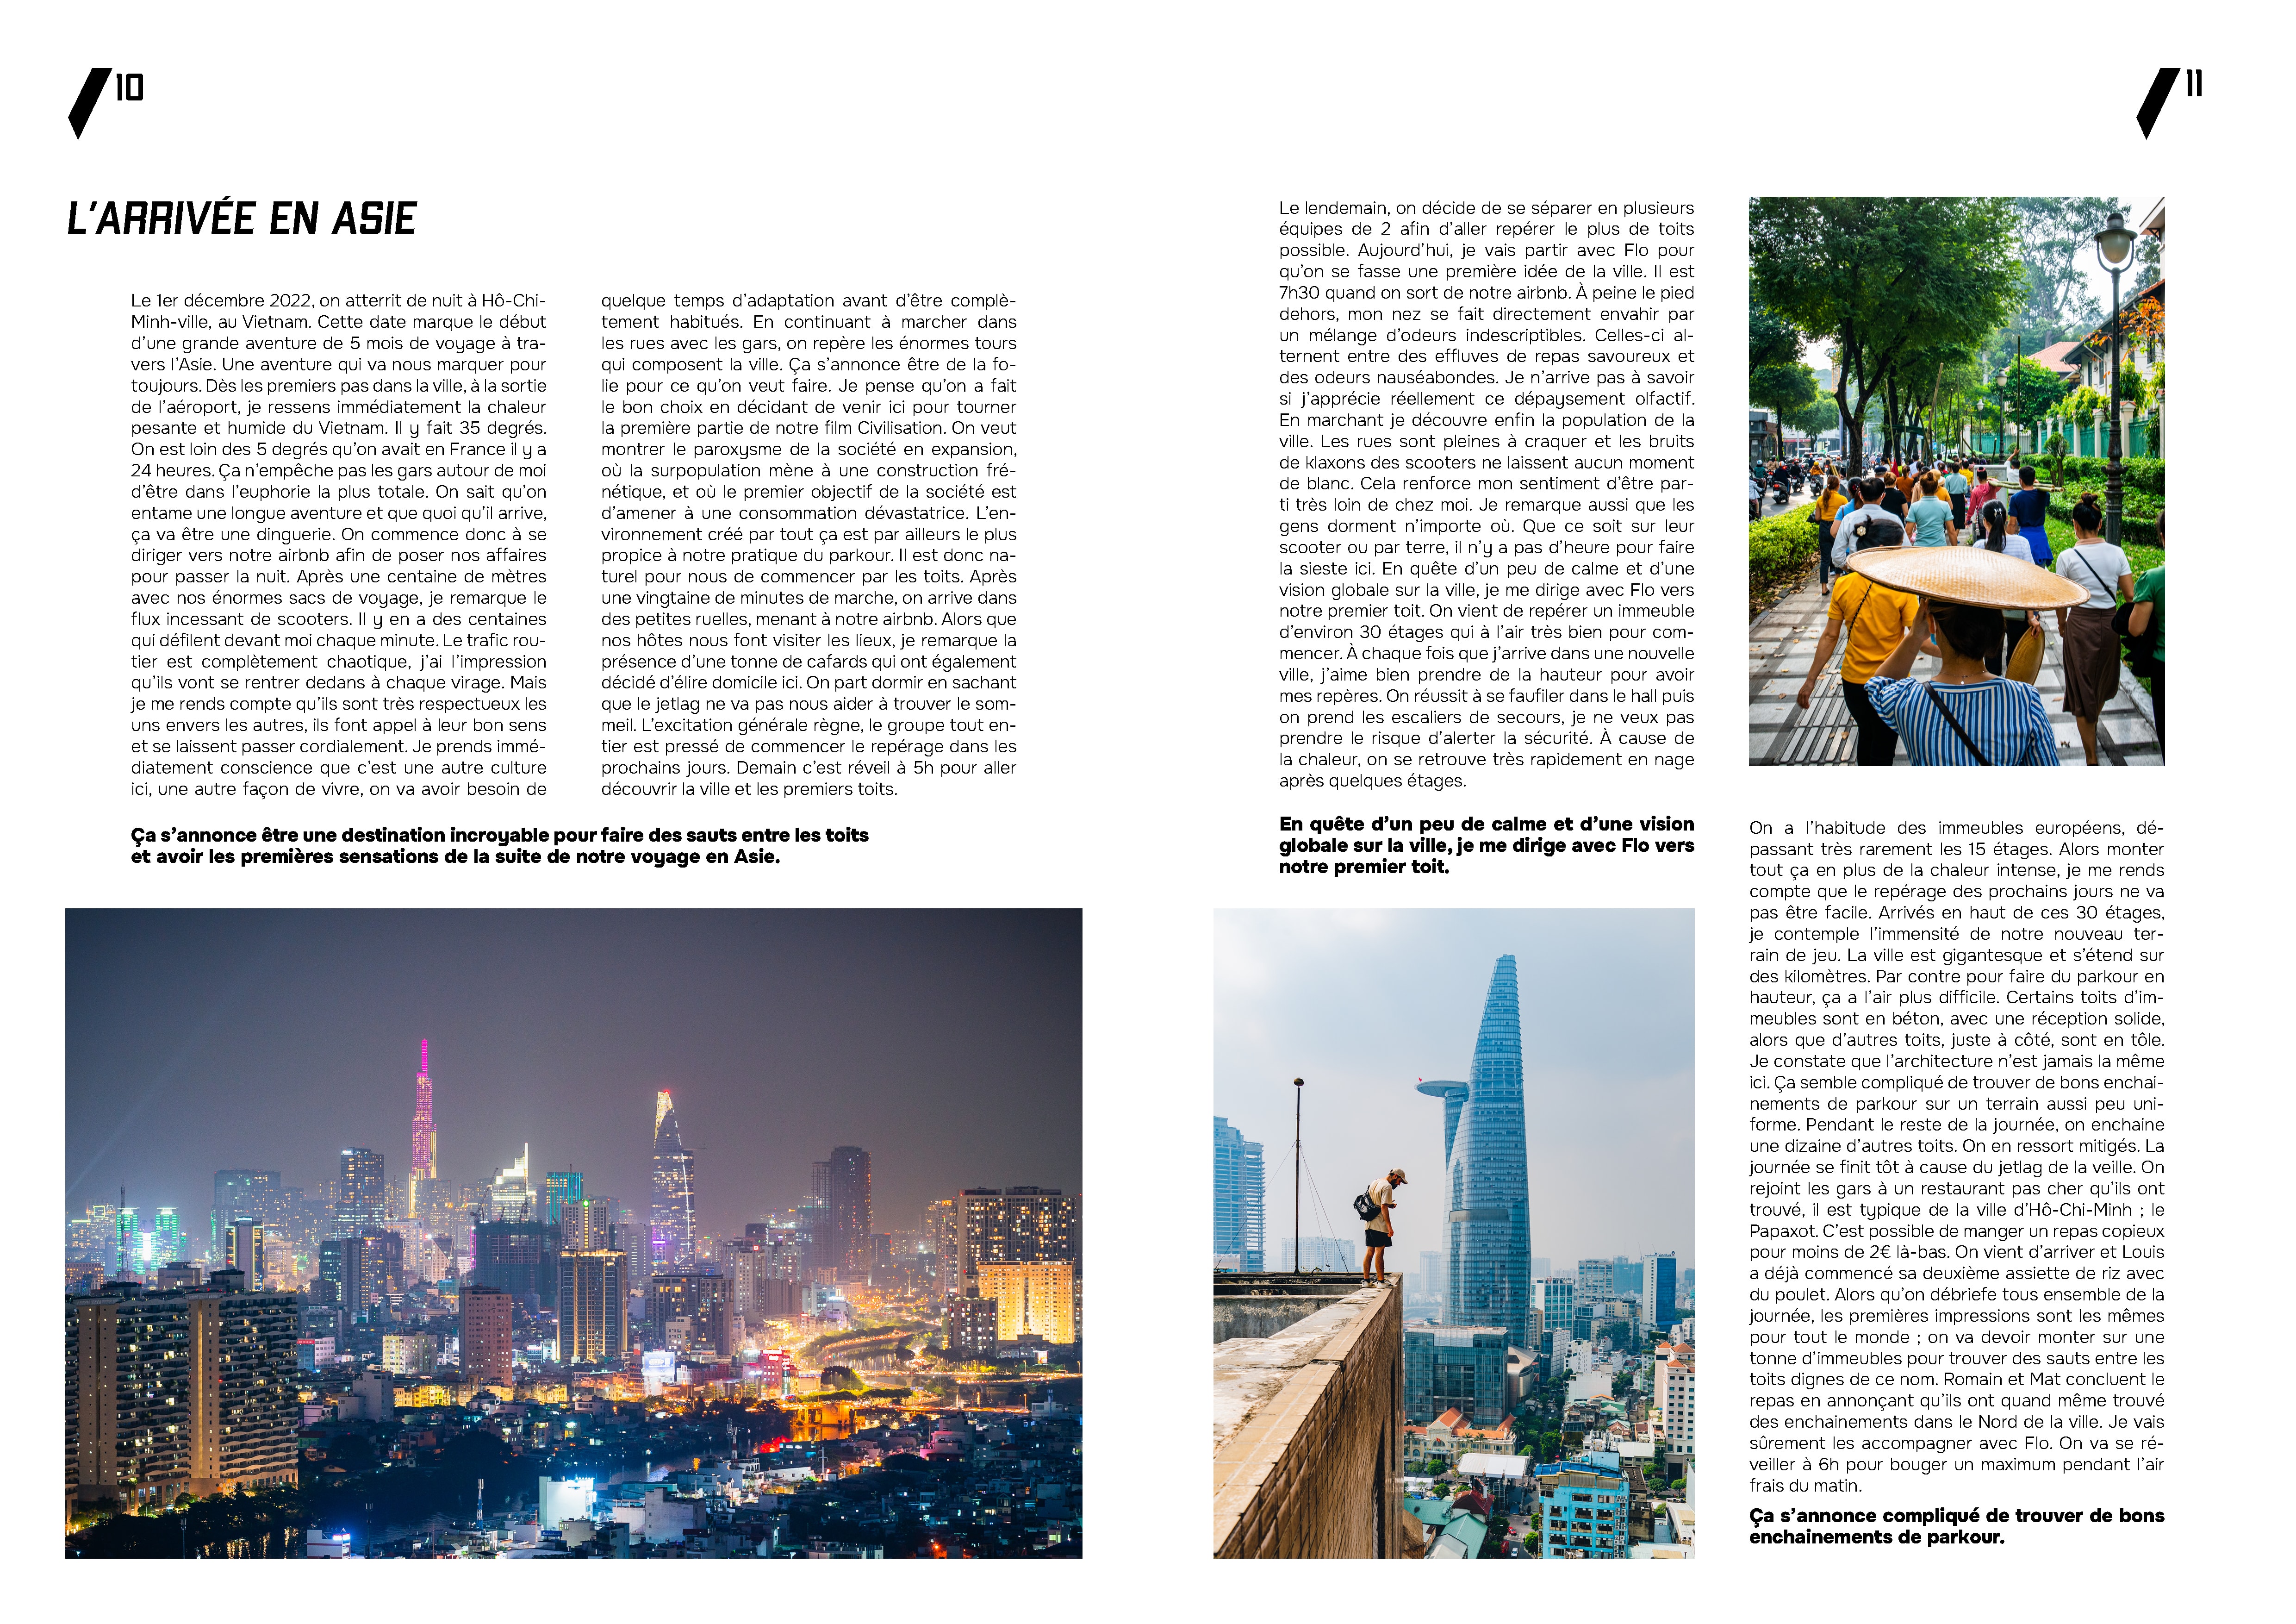 10
L'ARRIVÉE EN ASIE
Le 1er décembre 2022, on atterrit de nuit à Hô-Chi-
Minh-ville, au Vietnam. Cette date marque le début
d'une grande aventure de 5 mois de voyage à tra-
vers l'Asie. Une aventure qui va nous marquer pour
toujours. Dès les premiers pas dans la ville, à la sortie
de l'aéroport, je ressens immédiatement la chaleur
pesante et humide du Vietnam. Il y fait 35 degrés.
On est loin des 5 degrés qu'on avait en France il y a
24 heures. Ça n'empêche pas les gars autour de moi
d'être dans l'euphorie la plus totale. On sait qu'on
entame une longue aventure et que quoi qu'il arrive,
ça va être une dinguerie. On commence donc à se
diriger vers notre airbnb afin de poser nos affaires
pour passer la nuit. Après une centaine de mètres
avec nos énormes sacs de voyage, je remarque le
flux incessant de scooters. Il y en a des centaines
qui défilent devant moi chaque minute. Le trafic rou-
tier est complètement chaotique, j'ai l'impression
qu'ils vont se rentrer dedans à chaque virage. Mais
je me rends compte qu'ils sont très respectueux les
uns envers les autres, ils font appel à leur bon sens
et se laissent passer cordialement. Je prends immé-
diatement conscience que c'est une autre culture
ici, une autre façon de vivre, on va avoir besoin de
quelque temps d'adaptation avant d'être complè-
tement habitués. En continuant à marcher dans
les rues avec les gars, on repère les énormes tours
qui composent la ville. Ça s'annonce être de la fo-
lie pour ce qu'on veut faire. Je pense qu'on a fait
le bon choix en décidant de venir ici pour tourner
la première partie de notre film Civilisation. On veut
montrer le paroxysme de la société en expansion,
où la surpopulation mène à une construction fré-
nétique, et où le premier objectif de la société est
d'amener à une consommation dévastatrice. L'en-
vironnement créé par tout ça est par ailleurs le plus
propice à notre pratique du parkour. Il est donc na-
turel pour nous de commencer par les toits. Après
une vingtaine de minutes de marche, on arrive dans
des petites ruelles, menant à notre airbnb. Alors que
nos hôtes nous font visiter les lieux, je remarque la
présence d'une tonne de cafards qui ont également
décidé d'élire domicile ici. On part dormir en sachant
que le jetlag ne va pas nous aider à trouver le som-
meil. L'excitation générale règne, le groupe tout en-
tier est pressé de commencer le repérage dans les
prochains jours. Demain c'est réveil à 5h pour aller
découvrir la ville et les premiers toits.
Ça s'annonce être une destination incroyable pour faire des sauts entre les toits
et avoir les premières sensations de la suite de notre voyage en Asie.
11
Le lendemain, on décide de se séparer en plusieurs
équipes de 2 afin d'aller repérer le plus de toits
possible. Aujourd'hui, je vais partir avec Flo pour
qu'on se fasse une première idée de la ville. Il est
7h30 quand on sort de notre airbnb. À peine le pied
dehors, mon nez se fait directement envahir par
un mélange d'odeurs indescriptibles. Celles-ci al-
ternent entre des effluves de repas savoureux et
des odeurs nauséabondes. Je n'arrive pas à savoir
si j'apprécie réellement ce dépaysement olfactif.
En marchant je découvre enfin la population de la
ville. Les rues sont pleines à craquer et les bruits
de klaxons des scooters ne laissent aucun moment
de blanc. Cela renforce mon sentiment d'être par-
ti très loin de chez moi. Je remarque aussi que les
gens dorment n'importe où. Que ce soit sur leur
scooter ou par terre, il n'y a pas d'heure pour faire
la sieste ici. En quête d'un peu de calme et d'une
vision globale sur la ville, je me dirige avec Flo vers
notre premier toit. On vient de repérer un immeuble
d'environ 30 étages qui à l'air très bien pour com-
mencer. À chaque fois que j'arrive dans une nouvelle
ville, j'aime bien prendre de la hauteur pour avoir
mes repères. On réussit à se faufiler dans le hall puis
on prend les escaliers de secours, je ne veux pas
prendre le risque d'alerter la sécurité. À cause de
la chaleur, on se retrouve très rapidement en nage
après quelques étages.
En quête d'un peu de calme et d'une vision
globale sur la ville, je me dirige avec Flo vers
notre premier toit.
On a l'habitude des immeubles européens, dé-
passant très rarement les 15 étages. Alors monter
tout ça en plus de la chaleur intense, je me rends
compte que le repérage des prochains jours ne va
pas être facile. Arrivés en haut de ces 30 étages,
je contemple l'immensité de notre nouveau ter-
rain de jeu. La ville est gigantesque et s'étend sur
des kilomètres. Par contre pour faire du parkour en
hauteur, ça a l'air plus difficile. Certains toits d'im-
meubles sont en béton, avec une réception solide,
alors que d'autres toits, juste à côté, sont en tôle.
Je constate que l'architecture n'est jamais la même
ici. Ça semble compliqué de trouver de bons enchai-
nements de parkour sur un terrain aussi peu uni-
forme. Pendant le reste de la journée, on enchaine
une dizaine d'autres toits. On en ressort mitigés. La
journée se finit tôt à cause du jetlag de la veille. On
rejoint les gars à un restaurant pas cher qu'ils ont
trouvé, il est typique de la ville d'Hô-Chi-Minh ; le
Papaxot. C'est possible de manger un repas copieux
pour moins de 2€ là-bas. On vient d'arriver et Louis
a déjà commencé sa deuxième assiette de riz avec
du poulet. Alors qu'on débriefe tous ensemble de la
journée, les premières impressions sont les mêmes
pour tout le monde ; on va devoir monter sur une
tonne d'immeubles pour trouver des sauts entre les
toits dignes de ce nom. Romain et Mat concluent le
repas en annonçant qu'ils ont quand même trouvé
des enchainements dans le Nord de la ville. Je vais
sûrement les accompagner avec Flo. On va se ré-
veiller à 6h pour bouger un maximum pendant l'air
frais du matin.
Ça s'annonce compliqué de trouver de bons
enchainements de parkour.